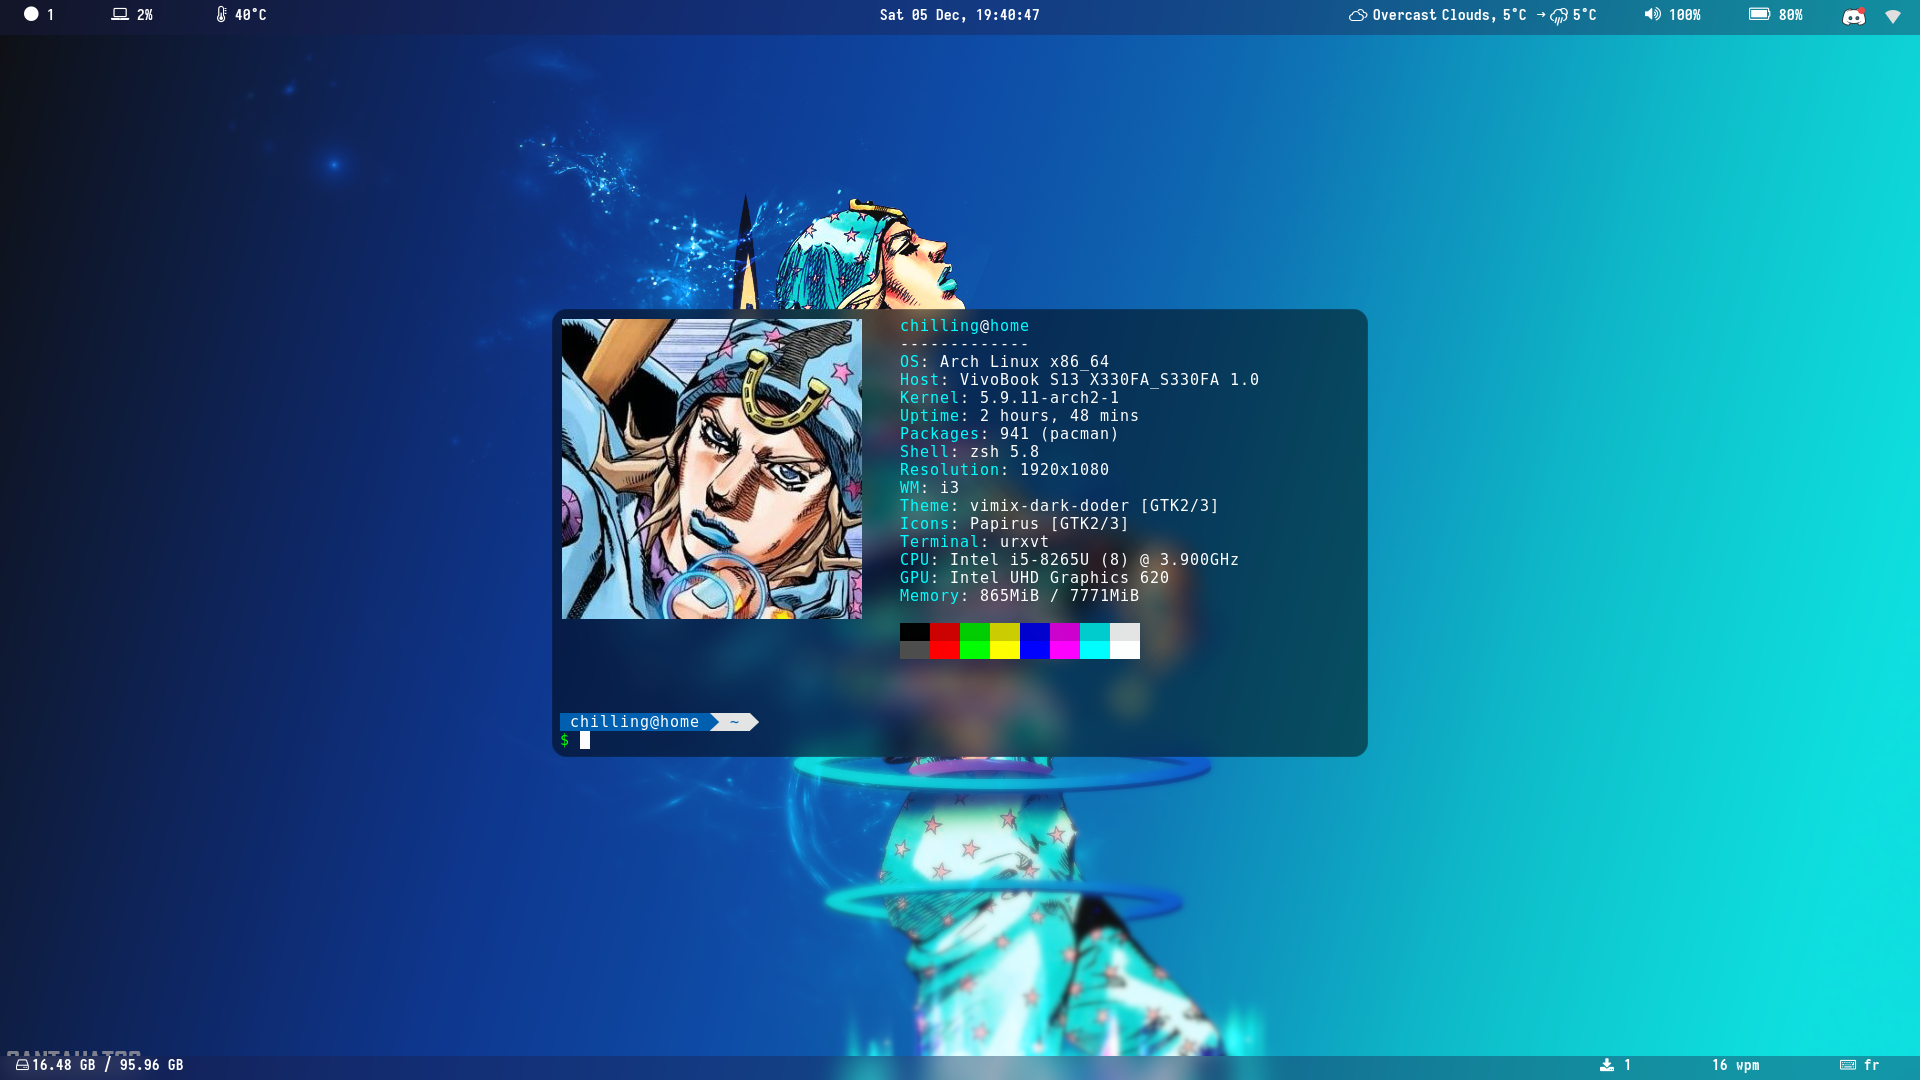 1 2% 40°C Sat 05 Dec, 19:40:47 Overcast Clouds, 5°C → 5°C 100% 80%
chilling@home
-------------
OS: Arch Linux x86_64
Host: VivoBook S13 X330FA_S330FA 1.0
Kernel: 5.9.11-arch2-1
Uptime: 2 hours, 48 mins
Packages: 941 (pacman)
Shell: zsh 5.8
Resolution: 1920x1080
WM: i3
Theme: vimix-dark-doder [GTK2/3]
Icons: Papirus [GTK2/3]
Terminal: urxvt
CPU: Intel i5-8265U (8) @ 3.900GHz
GPU: Intel UHD Graphics 620
Memory: 865MiB / 7771MiB
chilling@home ~
$
16.48 GB / 95.96 GB 1 16 wpm fr